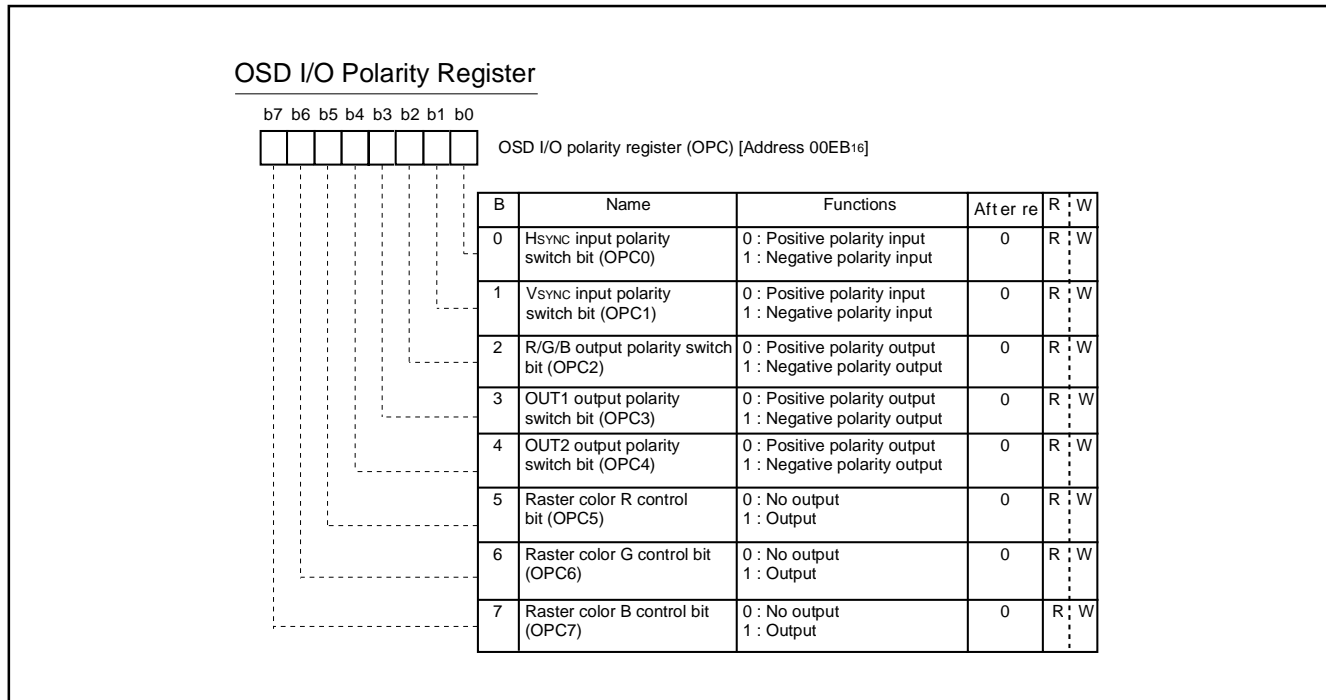 OSD I/O Polarity Register
b7 b6 b5 b4 b3 b2 b1 b0
OSD I/O polarity register (OPC) [Address 00EB16]
B Name Functions After re R W
0 HSYNC input polarity switch bit (OPC0) 0 : Positive polarity input 0 R W
1 : Negative polarity input
1 VSYNC input polarity switch bit (OPC1) 0 : Positive polarity input 0 R W
1 : Negative polarity input
2 R/G/B output polarity switch bit (OPC2) 0 : Positive polarity output 0 R W
1 : Negative polarity output
3 OUT1 output polarity switch bit (OPC3) 0 : Positive polarity output 0 R W
1 : Negative polarity output
4 OUT2 output polarity switch bit (OPC4) 0 : Positive polarity output 0 R W
1 : Negative polarity output
5 Raster color R control bit (OPC5) 0 : No output 0 R W
1 : Output
6 Raster color G control bit (OPC6) 0 : No output 0 R W
1 : Output
7 Raster color B control bit (OPC7) 0 : No output 0 R W
1 : Output